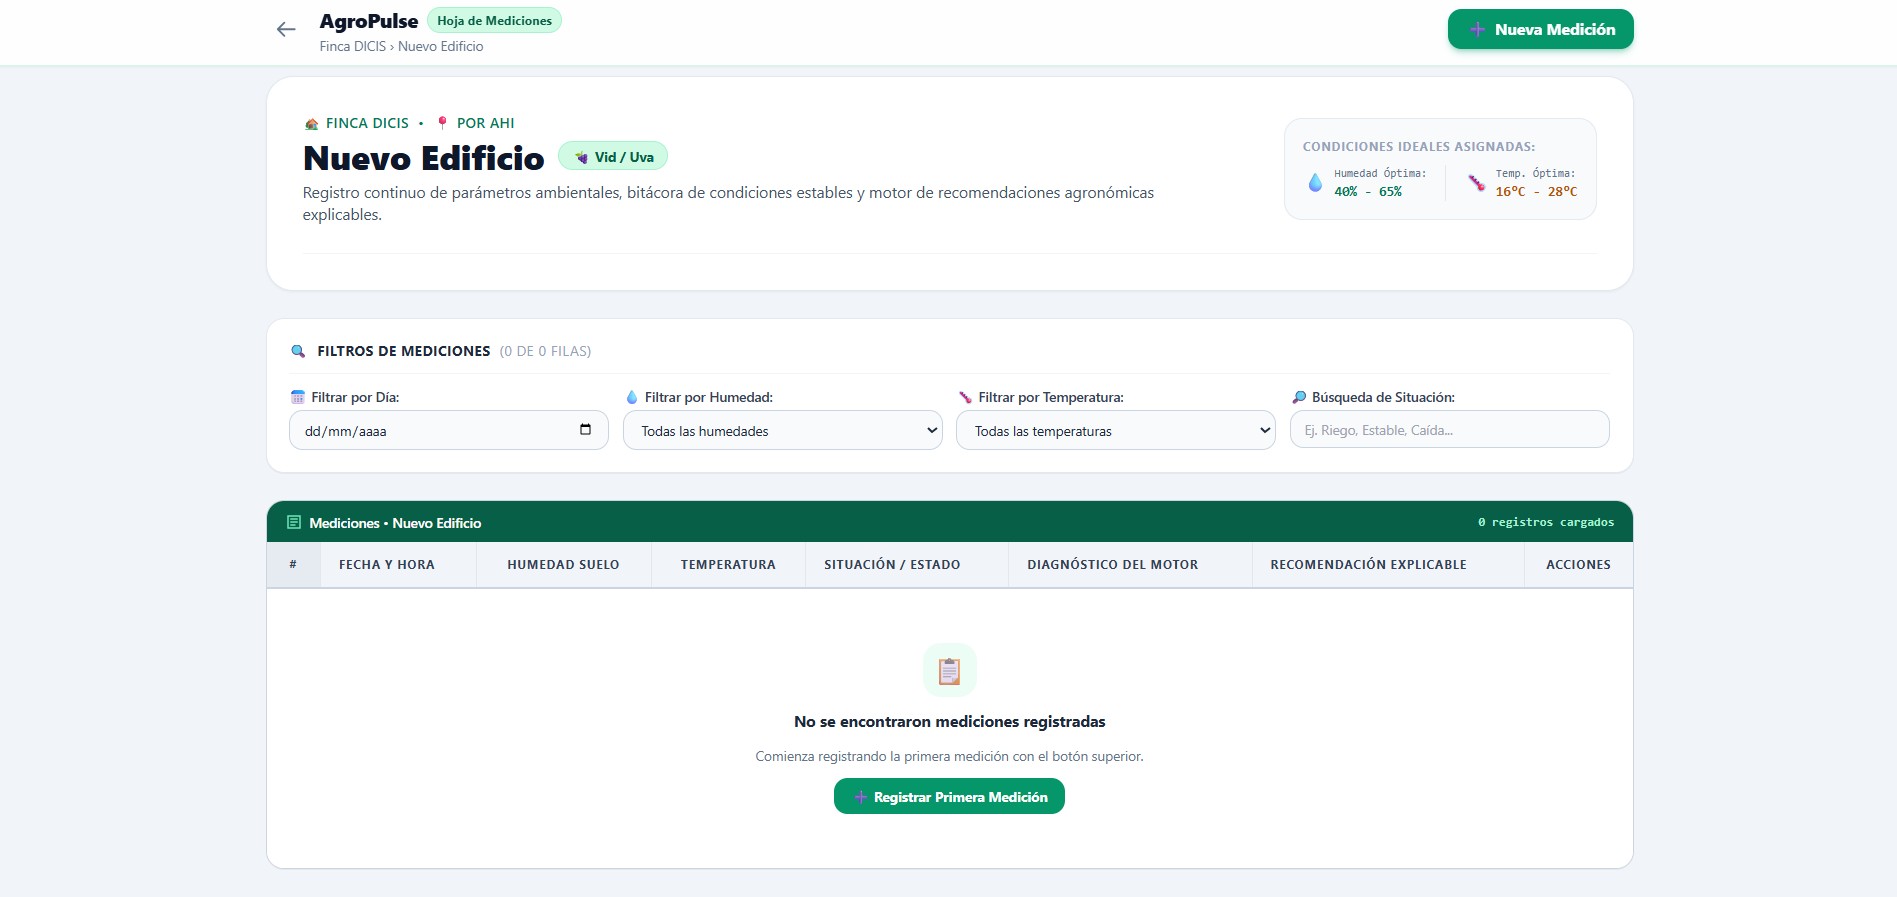 AgroPulse Hoja de Mediciones
Finca DICIS › Nuevo Edificio
Nueva Medición
FINCA DICIS • POR AHI
Nuevo Edificio Vid / Uva
Registro continuo de parámetros ambientales, bitácora de condiciones estables y motor de recomendaciones agronómicas
explicables.
CONDICIONES IDEALES ASIGNADAS:
Humedad Óptima:
40% - 65%
Temp. Óptima:
16°C - 28°C
FILTROS DE MEDICIONES (0 DE 0 FILAS)
Filtrar por Día:
dd/mm/aaaa
Filtrar por Humedad:
Todas las humedades
Filtrar por Temperatura:
Todas las temperaturas
Búsqueda de Situación:
Ej. Riego, Estable, Caída...
Mediciones • Nuevo Edificio
0 registros cargados
# FECHA Y HORA HUMEDAD SUELO TEMPERATURA SITUACIÓN / ESTADO DIAGNÓSTICO DEL MOTOR RECOMENDACIÓN EXPLICABLE ACCIONES
No se encontraron mediciones registradas
Comienza registrando la primera medición con el botón superior.
Registrar Primera Medición